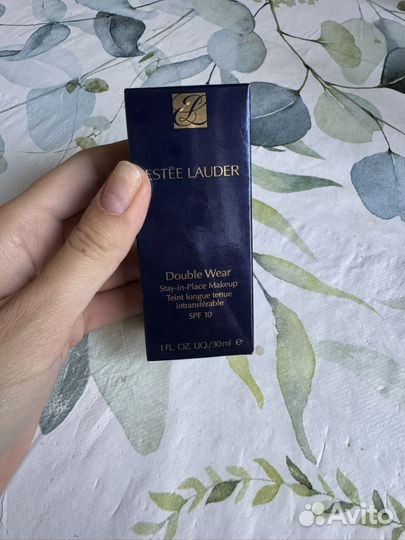 ESTĒE LAUDER
Double Wear
Stay-in-Place Makeup
Teint longue tenue
intransférable
SPF 10
1 FL. OZ. LIQ./30ml e
Avito